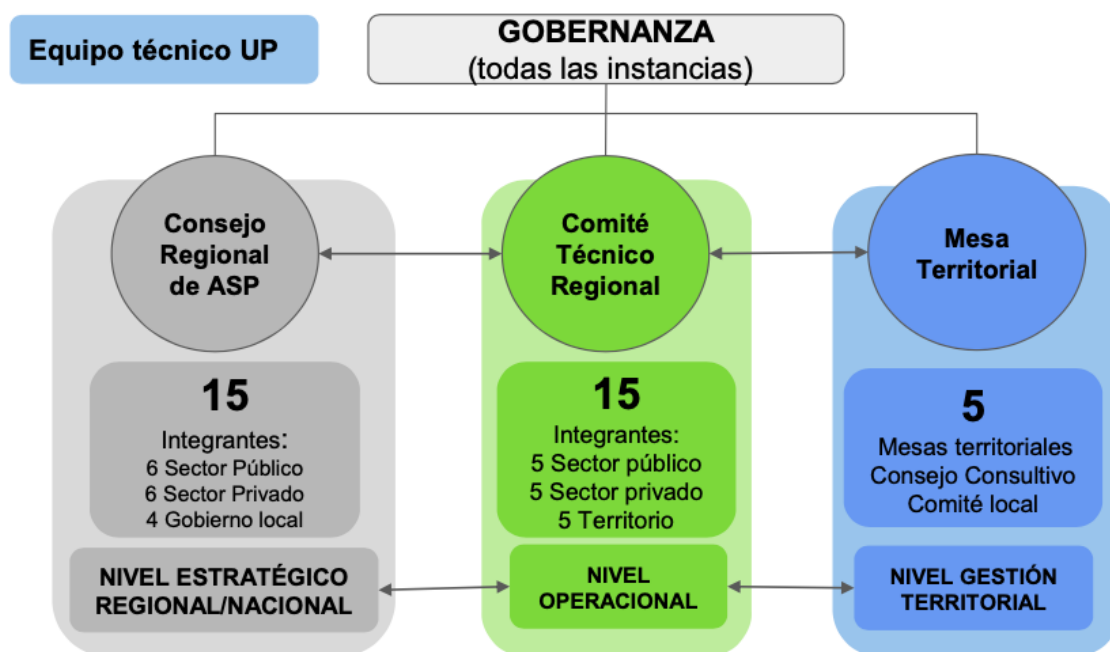 Equipo técnico UP
GOBERNANZA
(todas las instancias)
Consejo
Regional
de ASP
15
Integrantes:
6 Sector Público
6 Sector Privado
4 Gobierno local
NIVEL ESTRATÉGICO
REGIONAL/NACIONAL
Comité
Técnico
Regional
15
Integrantes:
5 Sector público
5 Sector privado
5 Territorio
NIVEL
OPERACIONAL
Mesa
Territorial
5
Mesas territoriales
Consejo Consultivo
Comité local
NIVEL GESTIÓN
TERRITORIAL